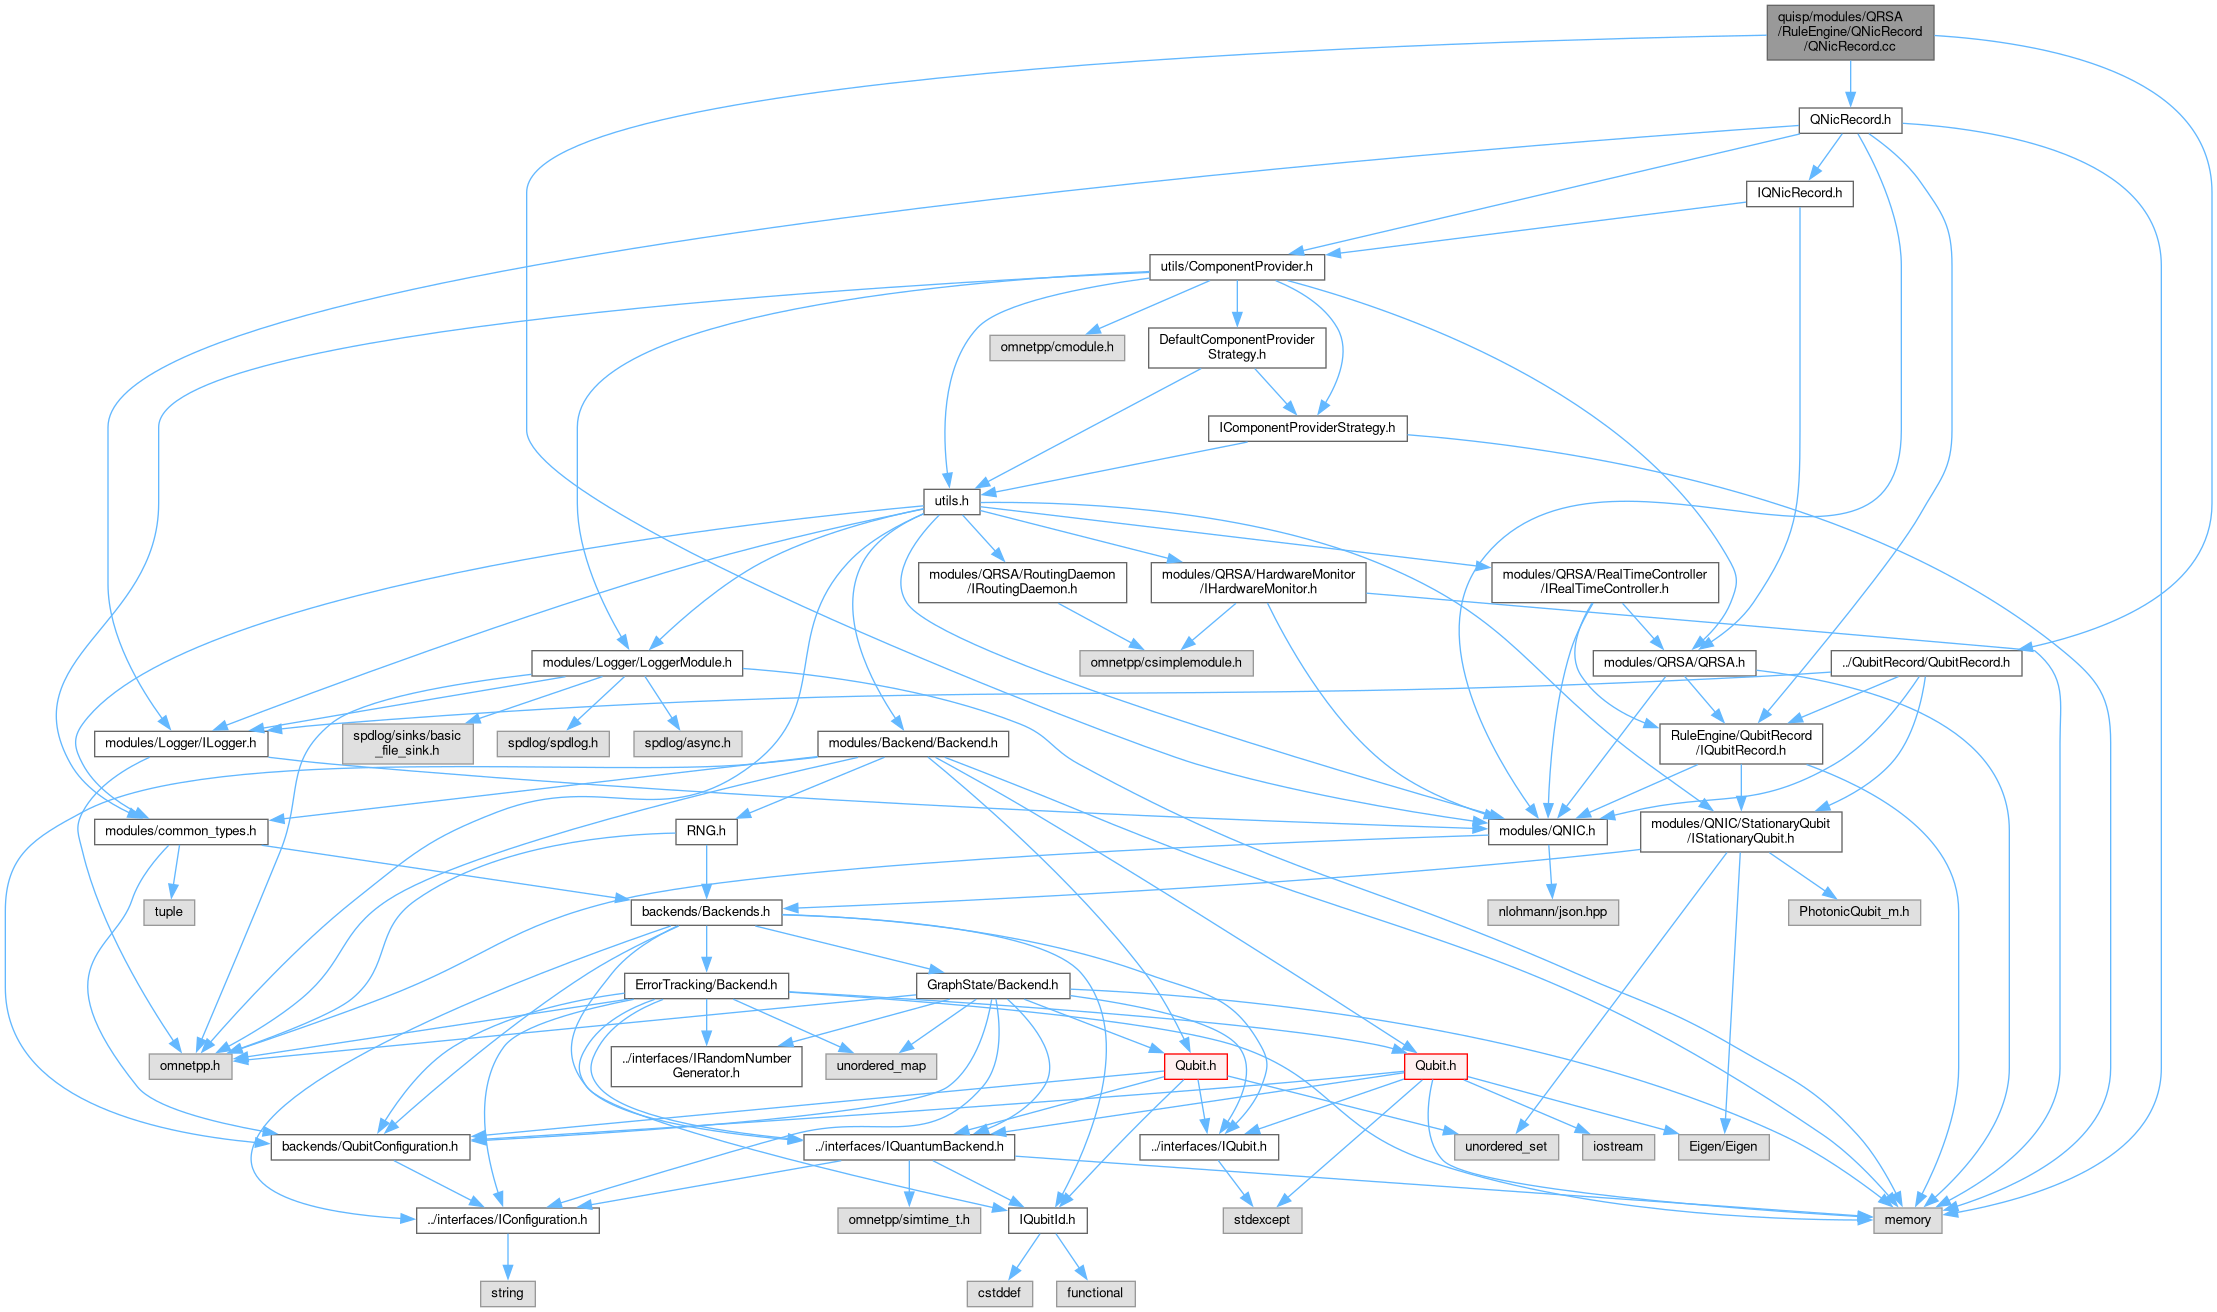 quisp/modules/QRSA
/RuleEngine/QNicRecord
/QNicRecord.cc
QNicRecord.h
IQNicRecord.h
utils/ComponentProvider.h
omnetpp/cmodule.h
DefaultComponentProvider
Strategy.h
IComponentProviderStrategy.h
utils.h
modules/QRSA/RoutingDaemon
/IRoutingDaemon.h
modules/QRSA/HardwareMonitor
/IHardwareMonitor.h
modules/QRSA/RealTimeController
/IRealTimeController.h
modules/Logger/LoggerModule.h
omnetpp/csimplemodule.h
modules/QRSA/QRSA.h
../QubitRecord/QubitRecord.h
modules/Logger/ILogger.h
spdlog/sinks/basic
_file_sink.h
spdlog/spdlog.h
spdlog/async.h
modules/Backend/Backend.h
RuleEngine/QubitRecord
/IQubitRecord.h
modules/common_types.h
RNG.h
modules/QNIC.h
modules/QNIC/StationaryQubit
/IStationaryQubit.h
tuple
backends/Backends.h
nlohmann/json.hpp
PhotonicQubit_m.h
ErrorTracking/Backend.h
GraphState/Backend.h
omnetpp.h
../interfaces/IRandomNumber
Generator.h
unordered_map
Qubit.h
Qubit.h
backends/QubitConfiguration.h
../interfaces/IQuantumBackend.h
../interfaces/IQubit.h
unordered_set
iostream
Eigen/Eigen
../interfaces/IConfiguration.h
omnetpp/simtime_t.h
IQubitId.h
stdexcept
memory
string
cstddef
functional